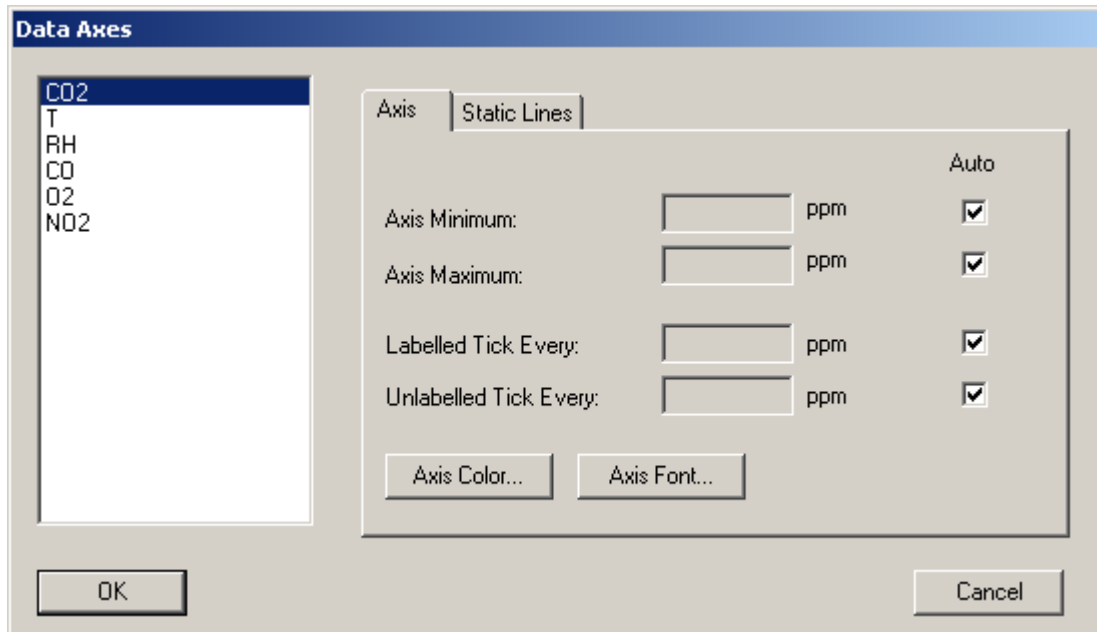 Data Axes
CO2
T
RH
CO
O2
NO2
Axis
Static Lines
Auto
Axis Minimum:
ppm
Axis Maximum:
ppm
Labelled Tick Every:
ppm
Unlabelled Tick Every:
ppm
Axis Color...
Axis Font...
OK
Cancel